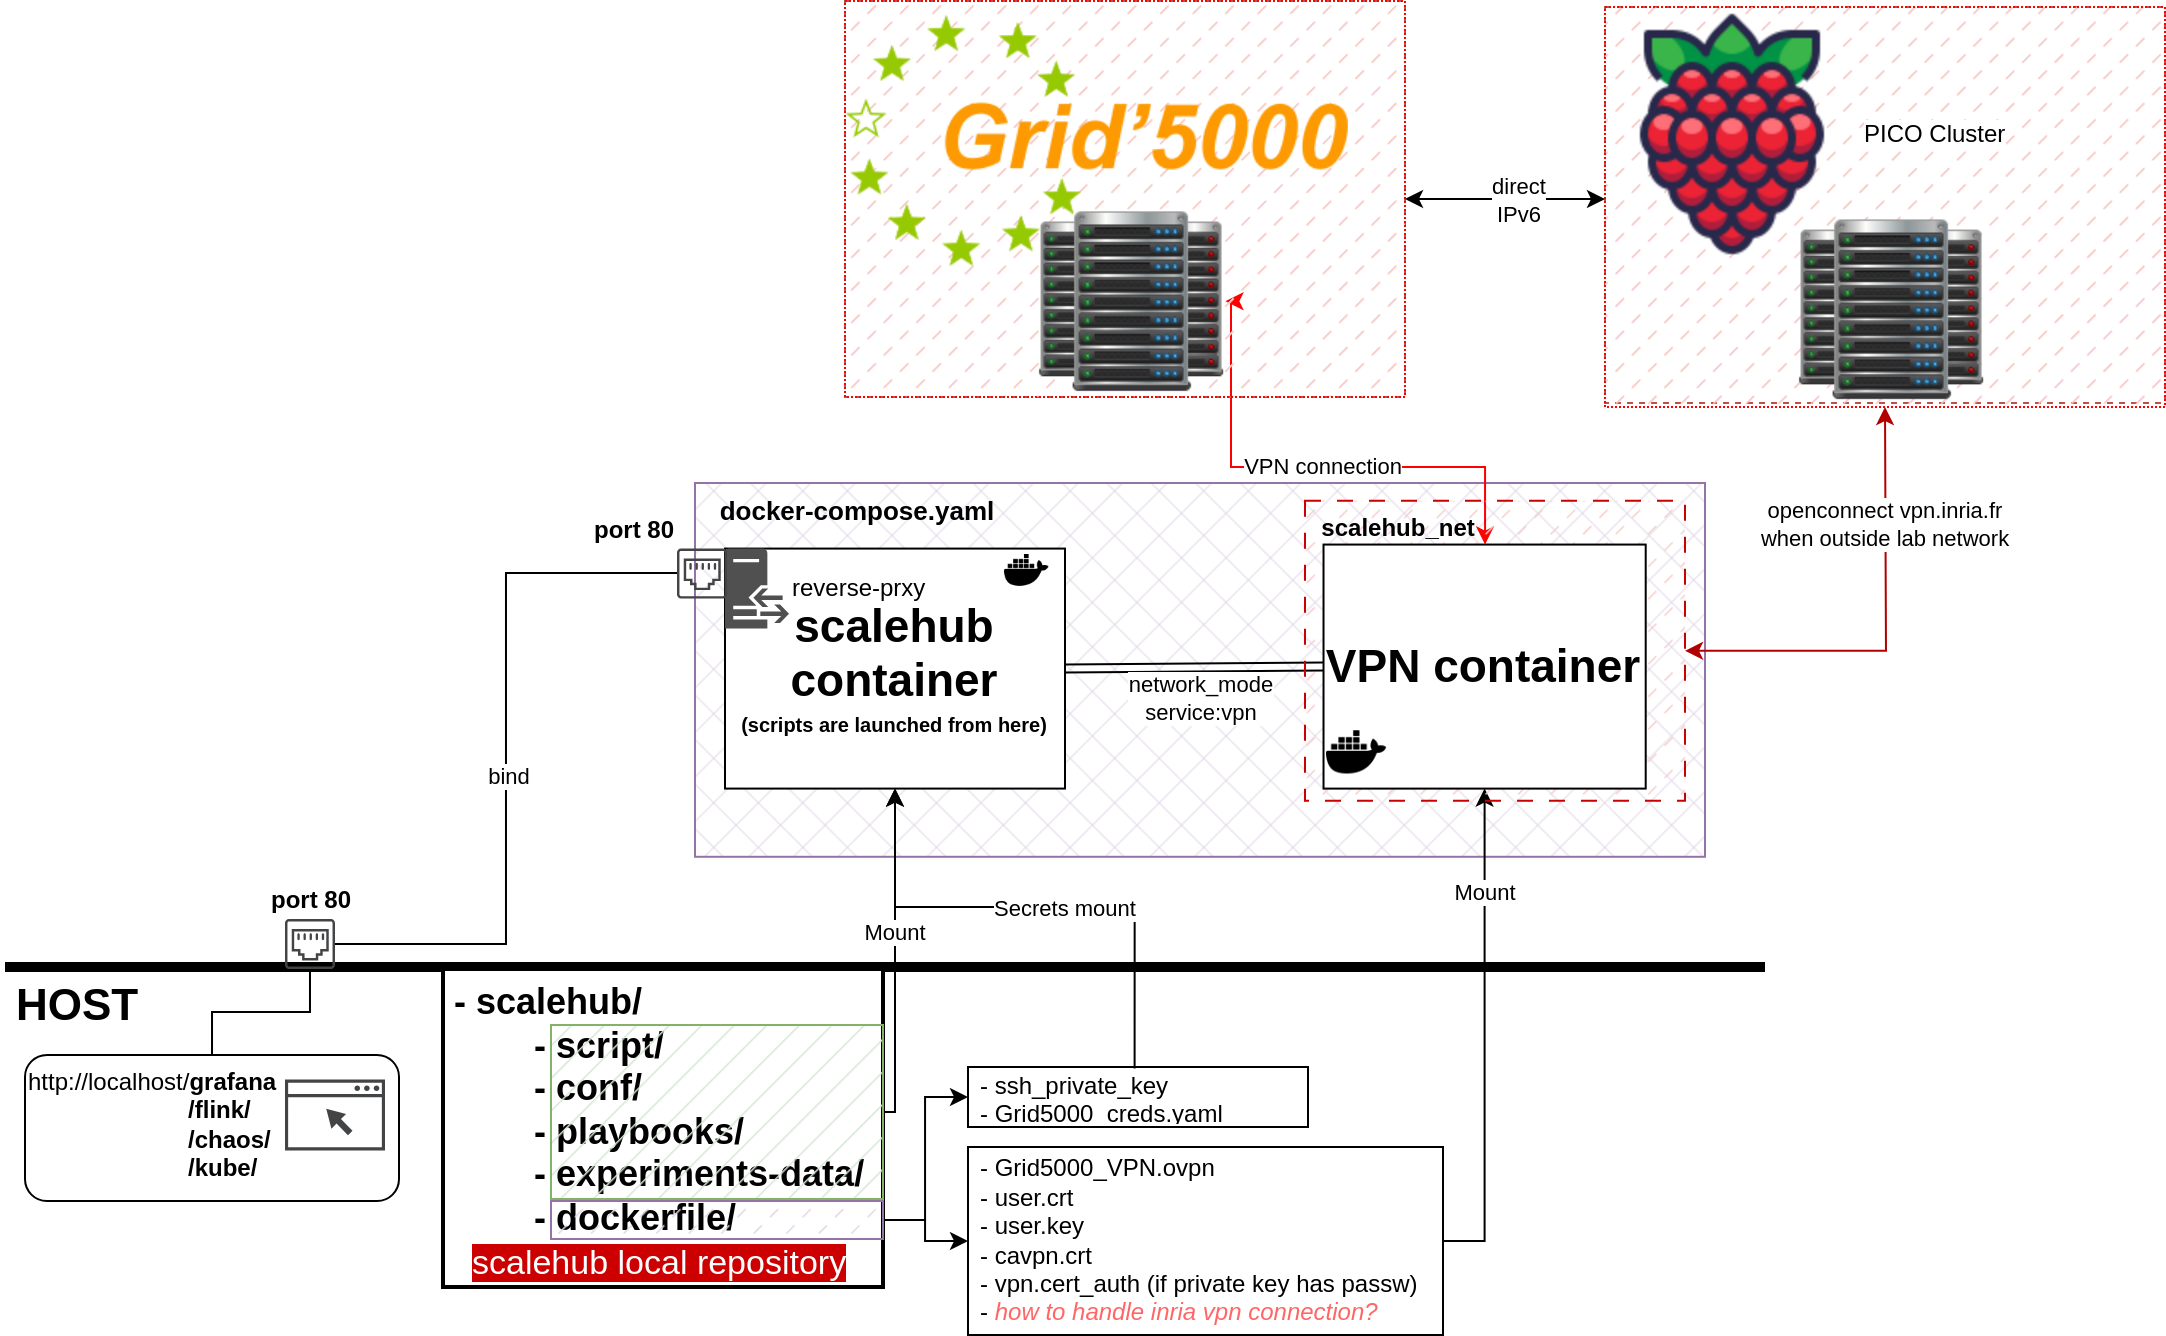 Grid’5000
PICO Cluster
direct
IPv6
VPN connection
docker-compose.yaml
scalehub_net
port 80
reverse-prxy
scalehub
container
(scripts are launched from here)
network_mode
service:vpn
VPN container
openconnect vpn.inria.fr
when outside lab network
bind
port 80
Mount
Secrets mount
Mount
HOST
http://localhost/grafana
/flink/
/chaos/
/kube/
- scalehub/
- script/
- conf/
- playbooks/
- experiments-data/
- dockerfile/
scalehub local repository
- ssh_private_key
- Grid5000_creds.yaml
- Grid5000_VPN.ovpn
- user.crt
- user.key
- cavpn.crt
- vpn.cert_auth (if private key has passw)
- how to handle inria vpn connection?